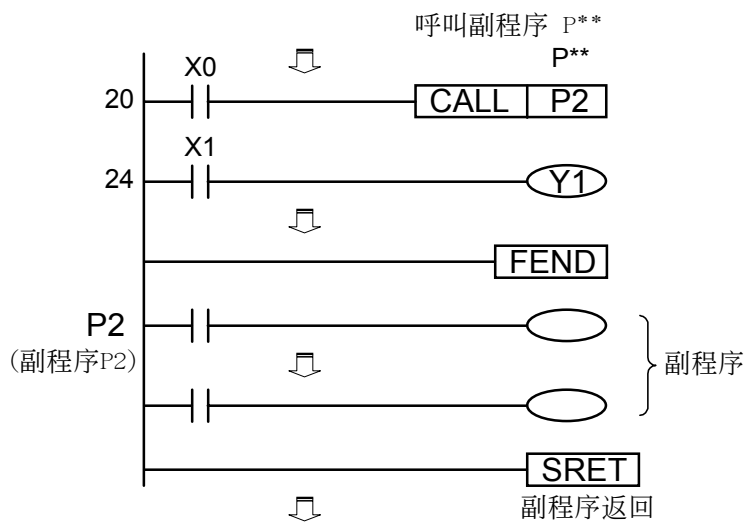 呼叫副程序 P**
P**
X0
20 CALL P2
X1
24 Y1
FEND
P2
(副程序P2)
副程序
SRET
副程序返回